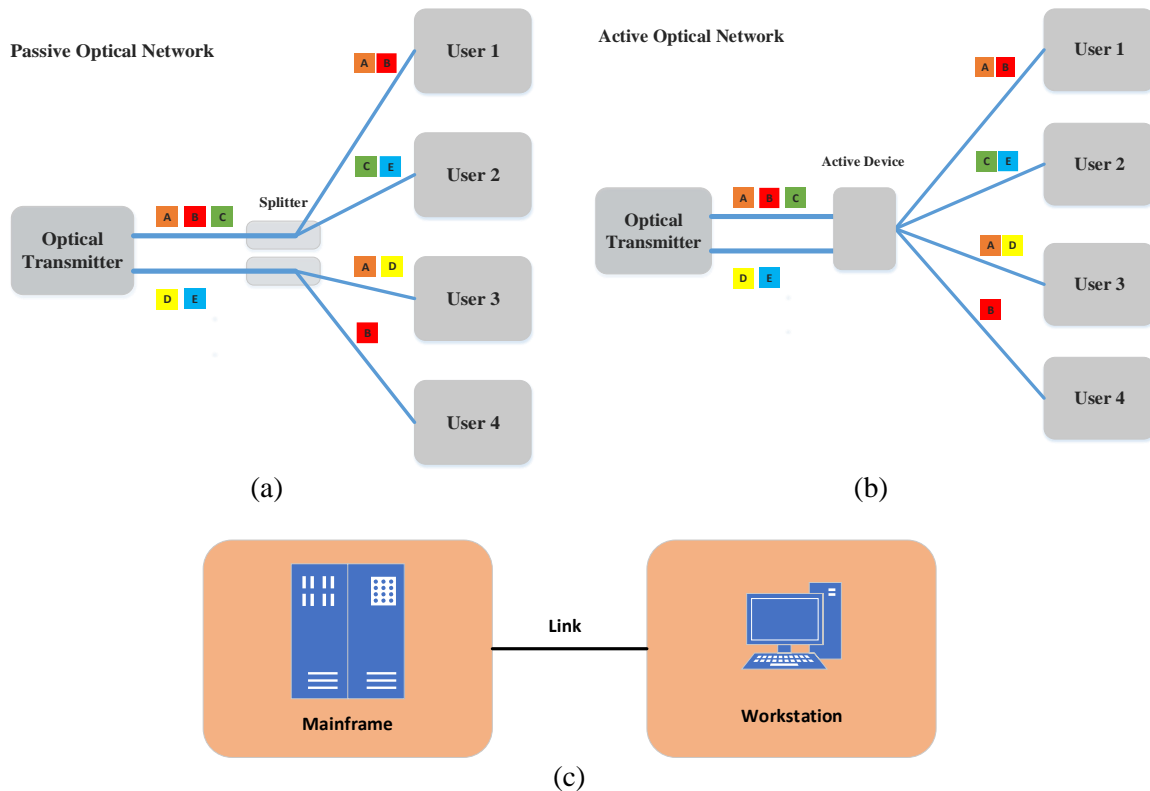 Passive Optical Network
User 1
A B
User 2
C E
Splitter
A B C
Optical
Transmitter
D E
A D
User 3
B
User 4
(a)
Active Optical Network
User 1
A B
User 2
C E
Active Device
A B C
Optical
Transmitter
D E
A D
User 3
B
User 4
(b)
Mainframe
Link
Workstation
(c)